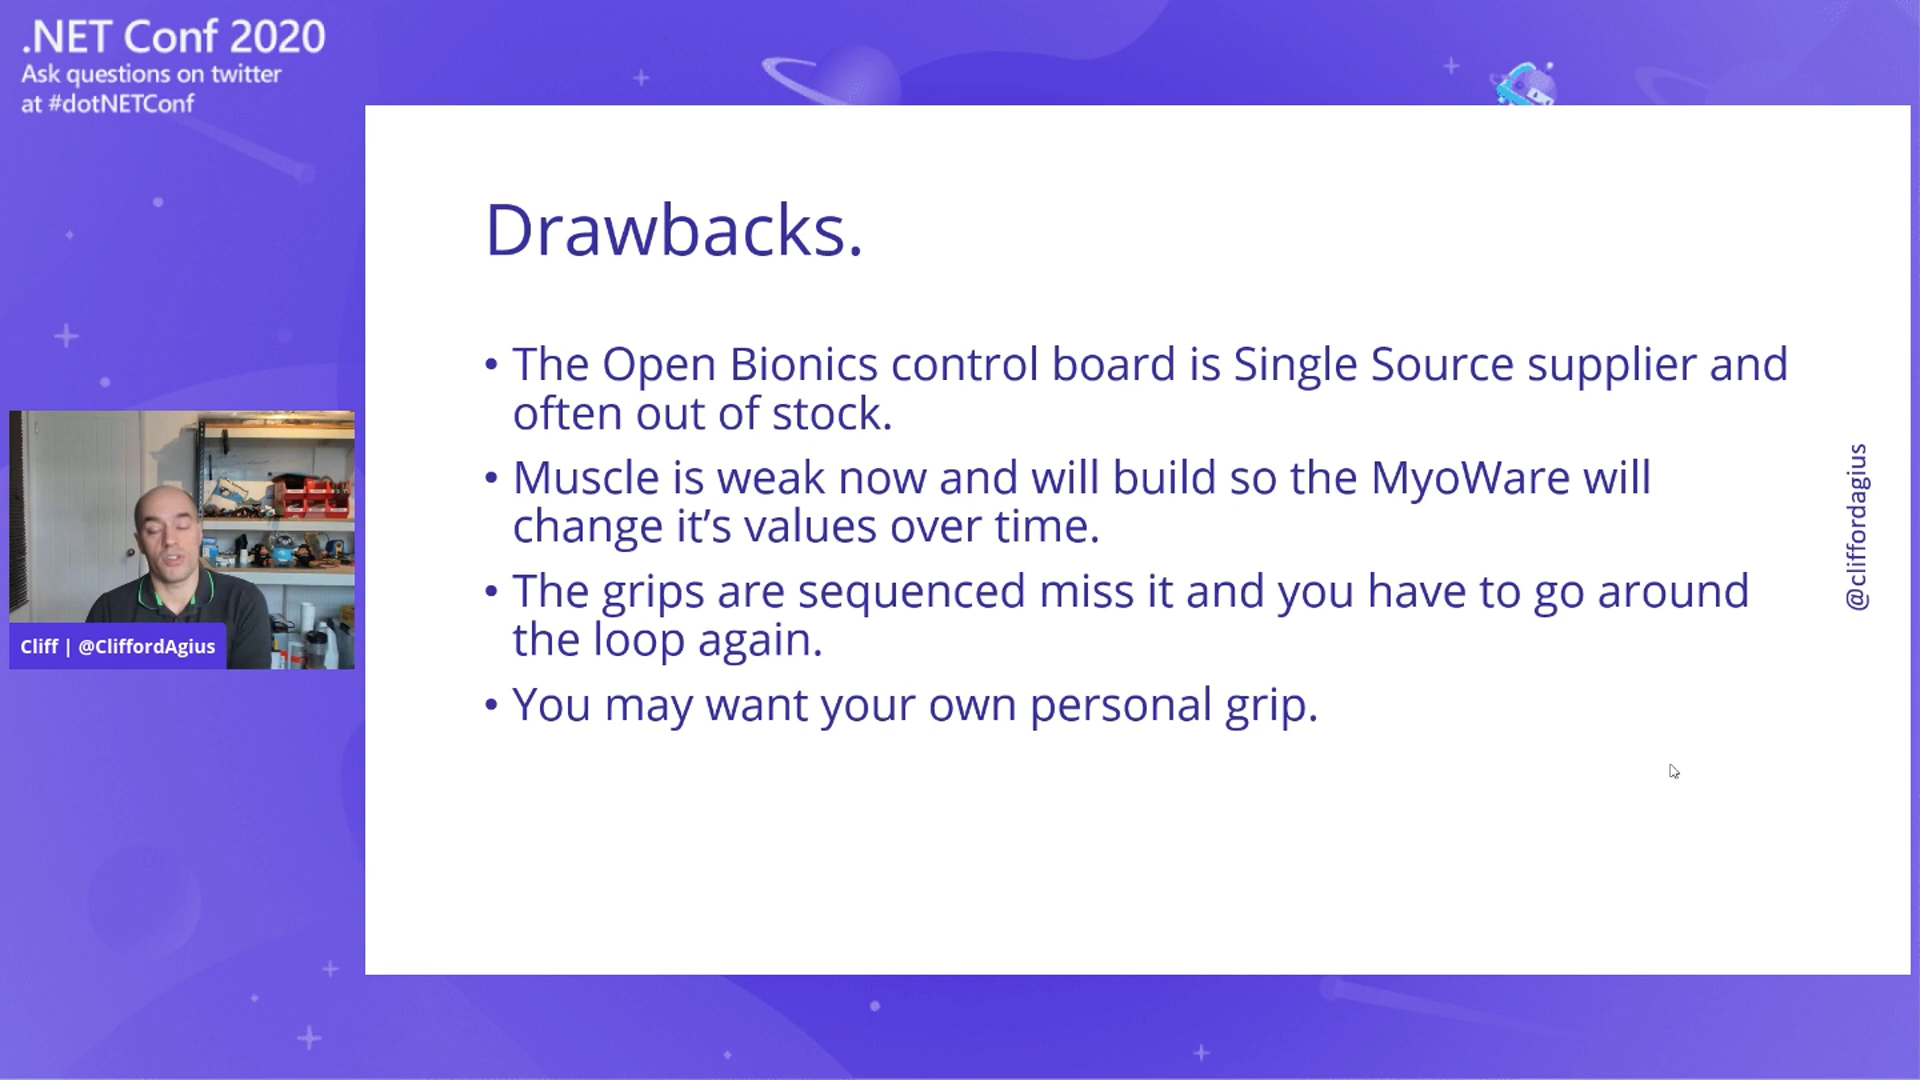 .NET Conf 2020
Ask questions on twitter
at #dotNETConf
Drawbacks.
• The Open Bionics control board is Single Source supplier and
often out of stock.
• Muscle is weak now and will build so the MyoWare will
change it’s values over time.
• The grips are sequenced miss it and you have to go around
the loop again.
• You may want your own personal grip.
@cliffordagius
Cliff | @CliffordAgius